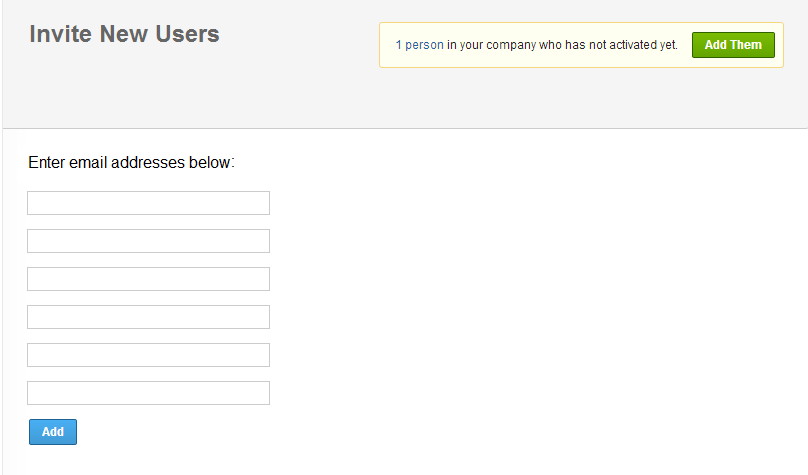 Invite New Users
1 person in your company who has not activated yet. Add Them
Enter email addresses below:
Add